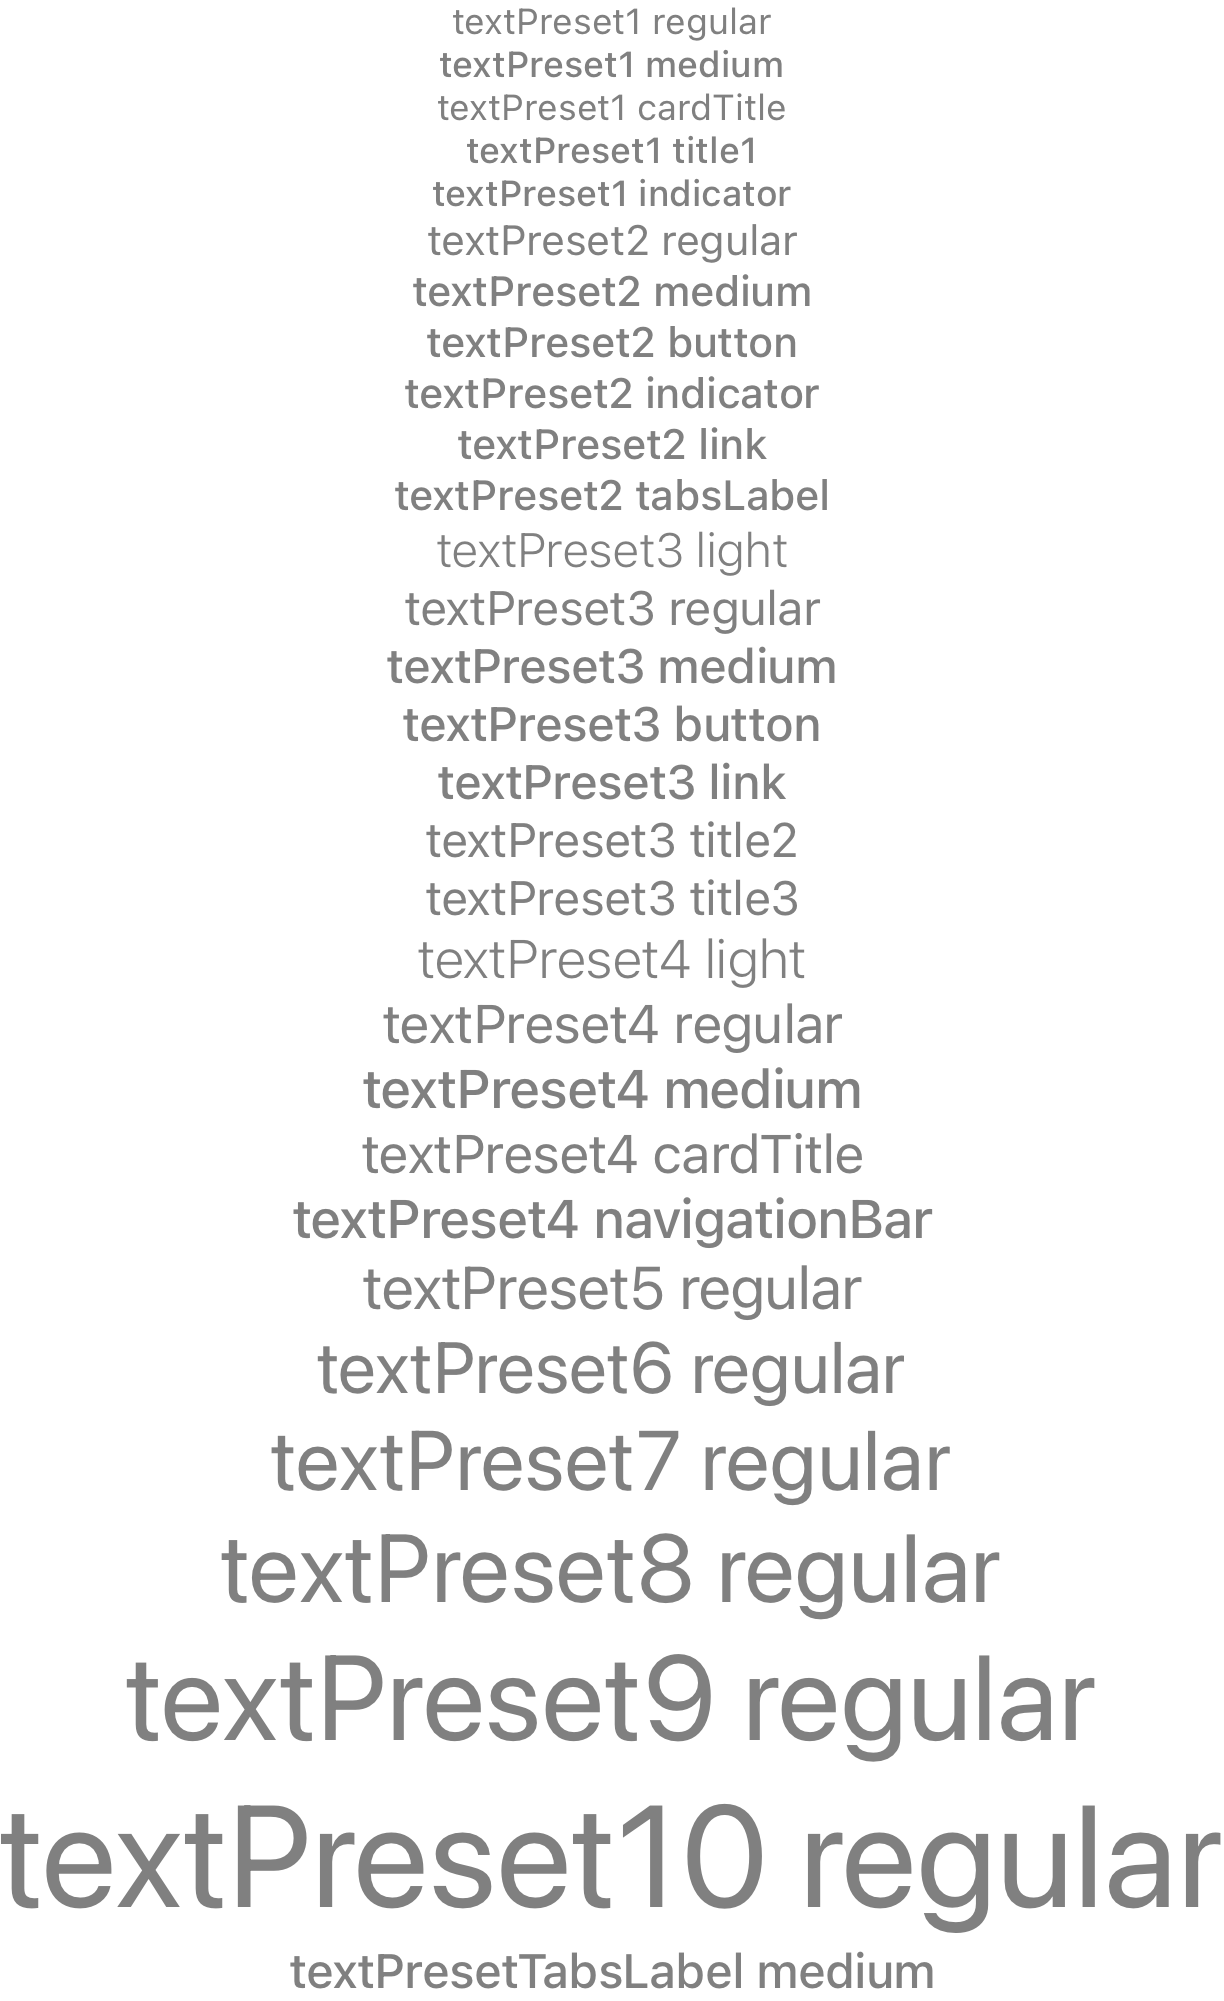 textPreset1 regular
textPreset1 medium
textPreset1 cardTitle
textPreset1 title1
textPreset1 indicator
textPreset2 regular
textPreset2 medium
textPreset2 button
textPreset2 indicator
textPreset2 link
textPreset2 tabsLabel
textPreset3 light
textPreset3 regular
textPreset3 medium
textPreset3 button
textPreset3 link
textPreset3 title2
textPreset3 title3
textPreset4 light
textPreset4 regular
textPreset4 medium
textPreset4 cardTitle
textPreset4 navigationBar
textPreset5 regular
textPreset6 regular
textPreset7 regular
textPreset8 regular
textPreset9 regular
textPreset10 regular
textPresetTabsLabel medium